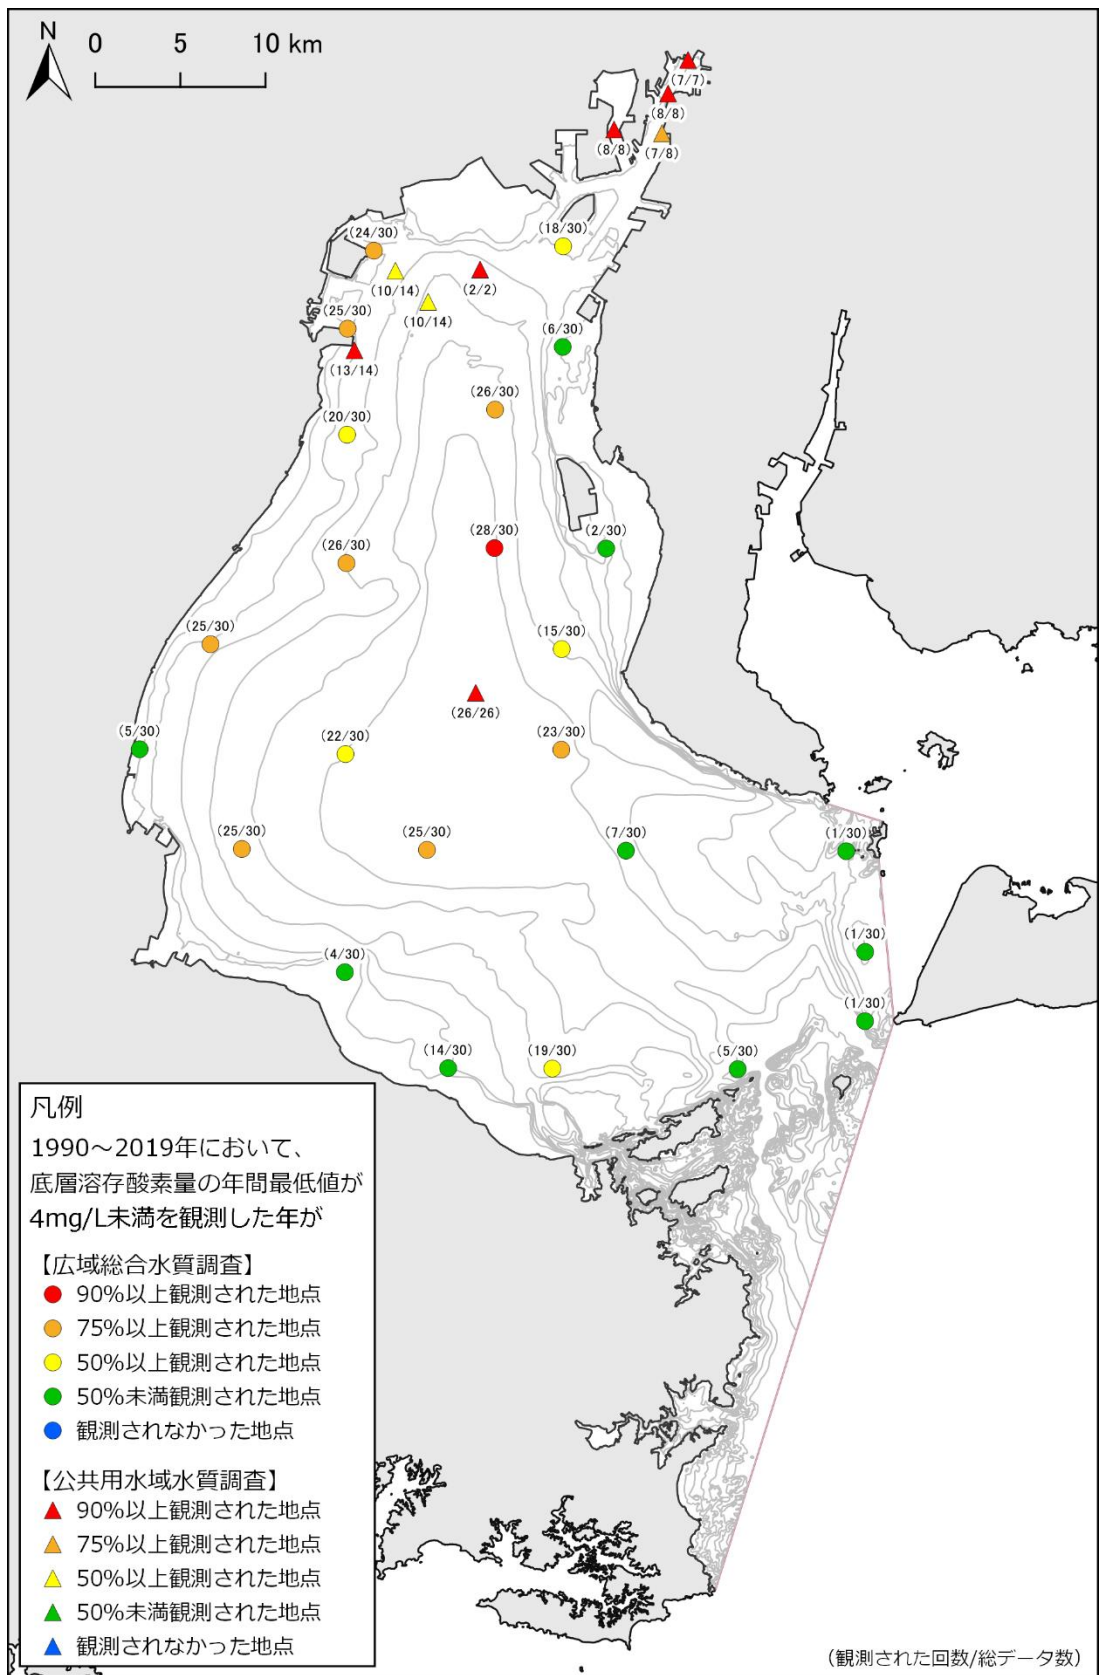 N
0 5 10 km
(7/7)
(8/8)
(8/8)
(7/8)
(18/30)
(24/30)
(10/14)
(2/2)
(10/14)
(25/30)
(6/30)
(13/14)
(26/30)
(20/30)
(28/30)
(2/30)
(26/30)
(25/30)
(15/30)
(26/26)
(5/30)
(22/30)
(23/30)
(25/30)
(25/30)
(7/30)
(1/30)
(1/30)
(4/30)
(1/30)
(14/30)
(19/30)
(5/30)
凡例
1990～2019年において、
底層溶存酸素量の年間最低値が
4mg/L未満を観測した年が
【広域総合水質調査】
90%以上観測された地点
75%以上観測された地点
50%以上観測された地点
50%未満観測された地点
観測されなかった地点
【公共用水域水質調査】
90%以上観測された地点
75%以上観測された地点
50%以上観測された地点
50%未満観測された地点
観測されなかった地点
（観測された回数/総データ数）